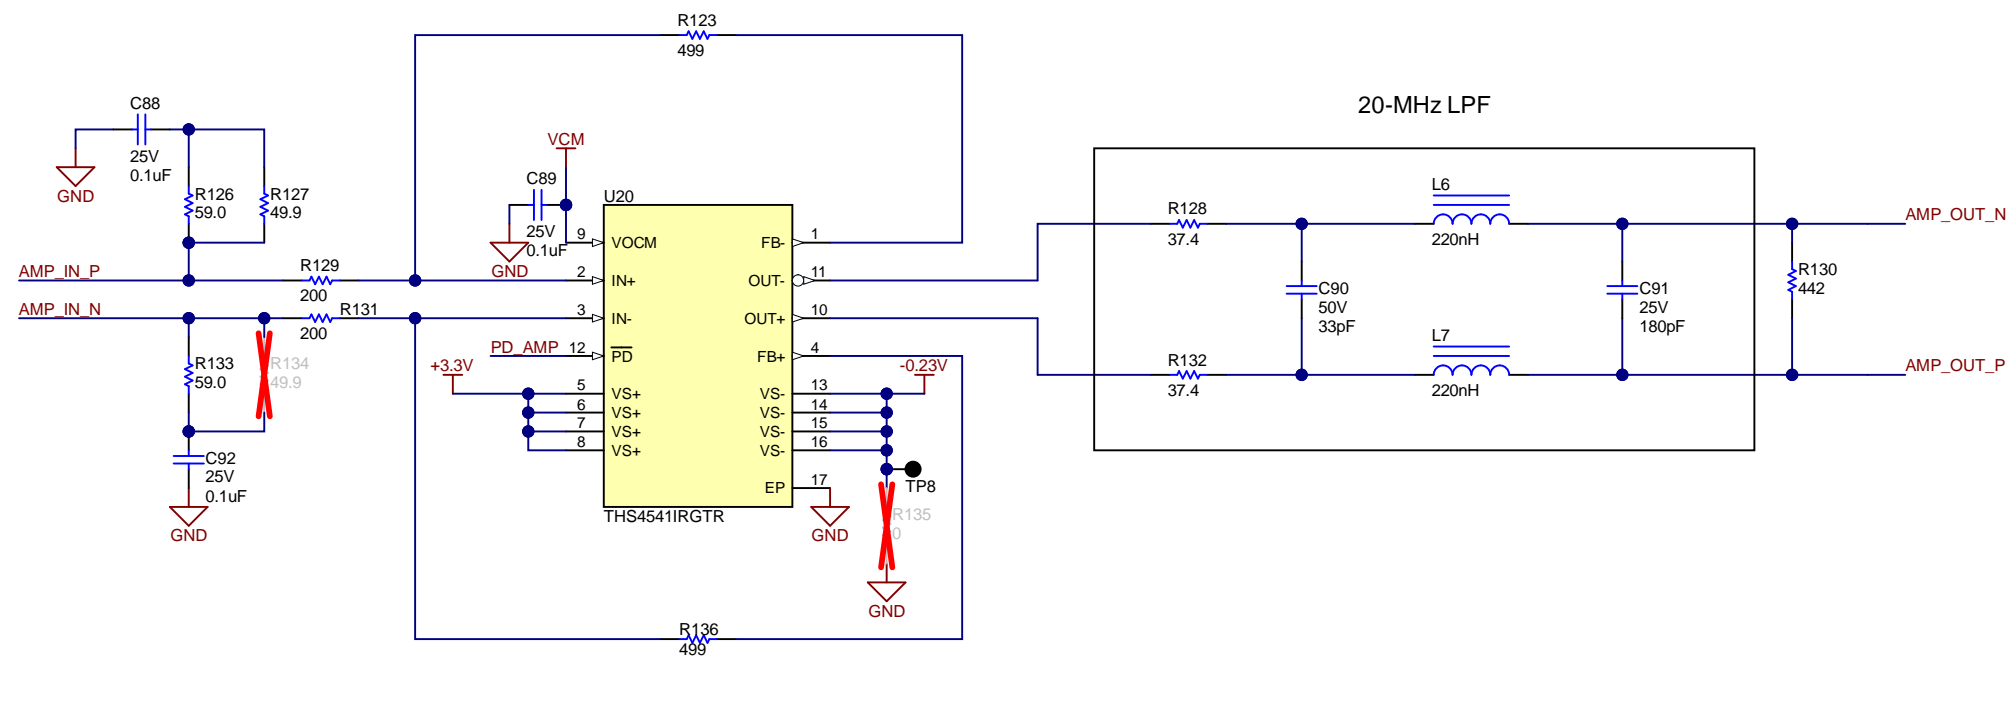 R123
499
20-MHz LPF
C88
25V
0.1uF
GND
R126
59.0
R127
49.9
VCM
C89
25V
0.1uF
GND
U20
9
VOCM
2
IN+
3
IN-
12
PD
5
VS+
6
VS+
7
VS+
8
VS+
FB-
1
OUT-
11
OUT+
10
FB+
4
VS-
13
VS-
14
VS-
15
VS-
16
EP
17
THS4541IRGTR
AMP_IN_P
R129
200
AMP_IN_N
R131
200
PD_AMP
+3.3V
-0.23V
R133
59.0
R134
49.9
C92
25V
0.1uF
GND
GND
TP8
R135
0
GND
R136
499
R128
37.4
L6
220nH
AMP_OUT_N
C90
50V
33pF
C91
25V
180pF
R130
442
R132
37.4
L7
220nH
AMP_OUT_P